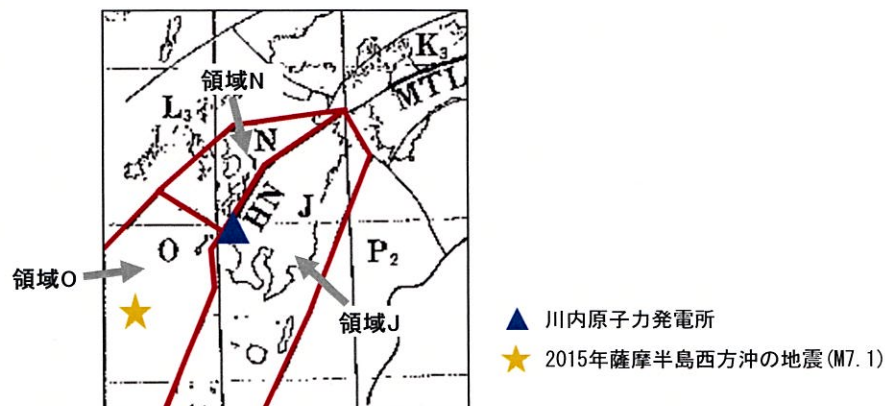 K₃
領域N
MTL
L₃
N
HN
J
O
P₂
領域O
領域J
川内原子力発電所
2015年薩摩半島西方沖の地震(M7.1)